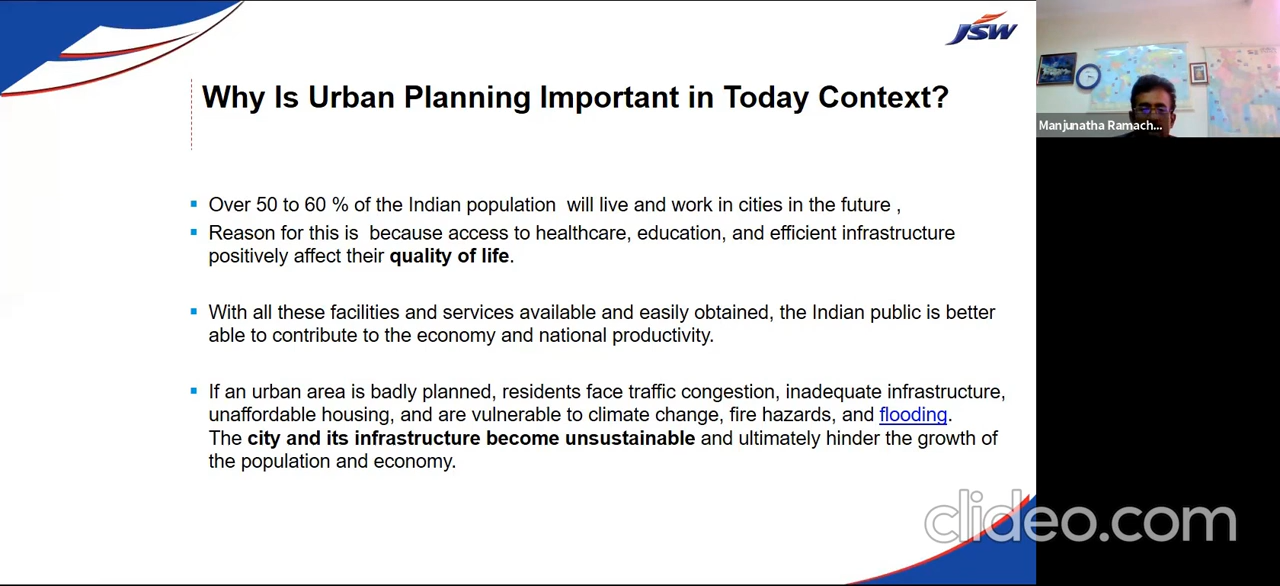 JSW
Why Is Urban Planning Important in Today Context?
Manjunatha Ramach...
Over 50 to 60 % of the Indian population will live and work in cities in the future ,
Reason for this is because access to healthcare, education, and efficient infrastructure
positively affect their quality of life.
With all these facilities and services available and easily obtained, the Indian public is better
able to contribute to the economy and national productivity.
If an urban area is badly planned, residents face traffic congestion, inadequate infrastructure,
unaffordable housing, and are vulnerable to climate change, fire hazards, and flooding.
The city and its infrastructure become unsustainable and ultimately hinder the growth of
the population and economy.
clideo.com